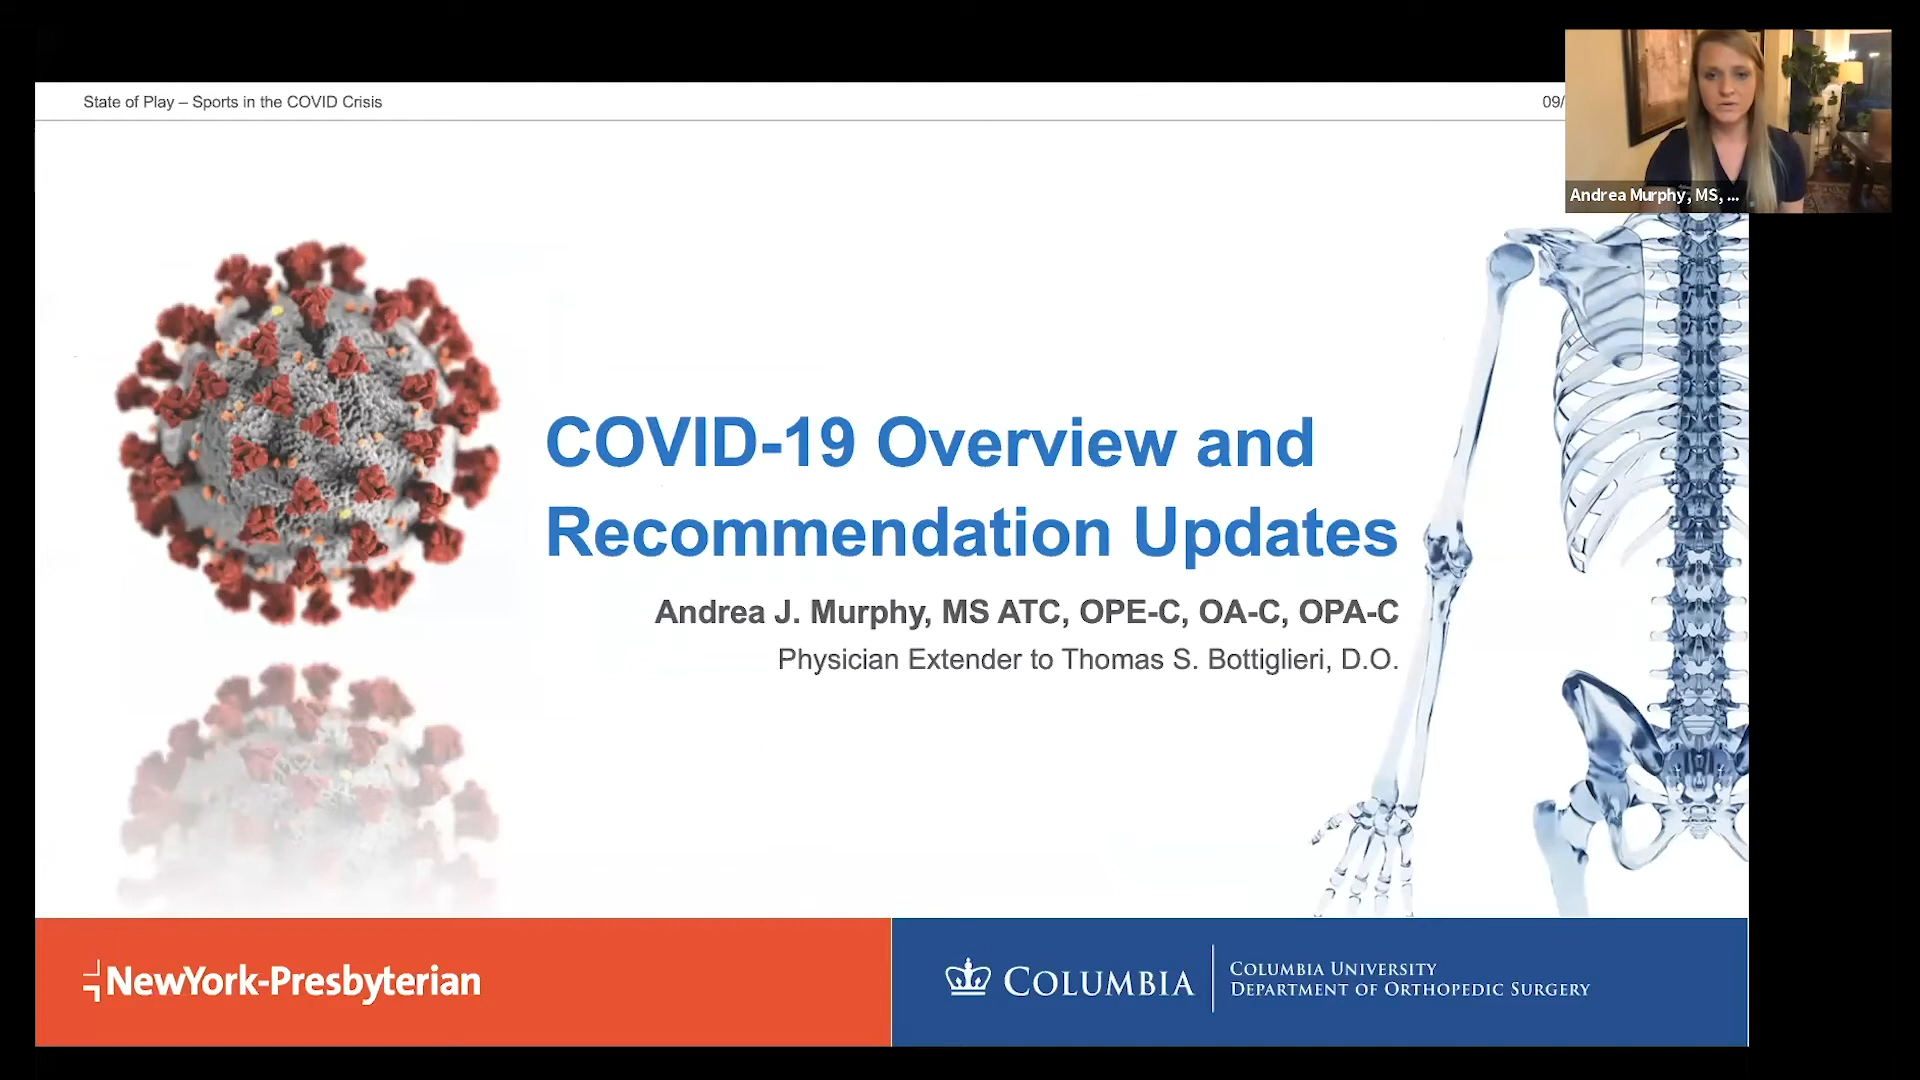 State of Play – Sports in the COVID Crisis
09/
Andrea Murphy, MS, ...
COVID-19 Overview and
Recommendation Updates
Andrea J. Murphy, MS ATC, OPE-C, OA-C, OPA-C
Physician Extender to Thomas S. Bottiglieri, D.O.
NewYork-Presbyterian
COLUMBIA
COLUMBIA UNIVERSITY
DEPARTMENT OF ORTHOPEDIC SURGERY